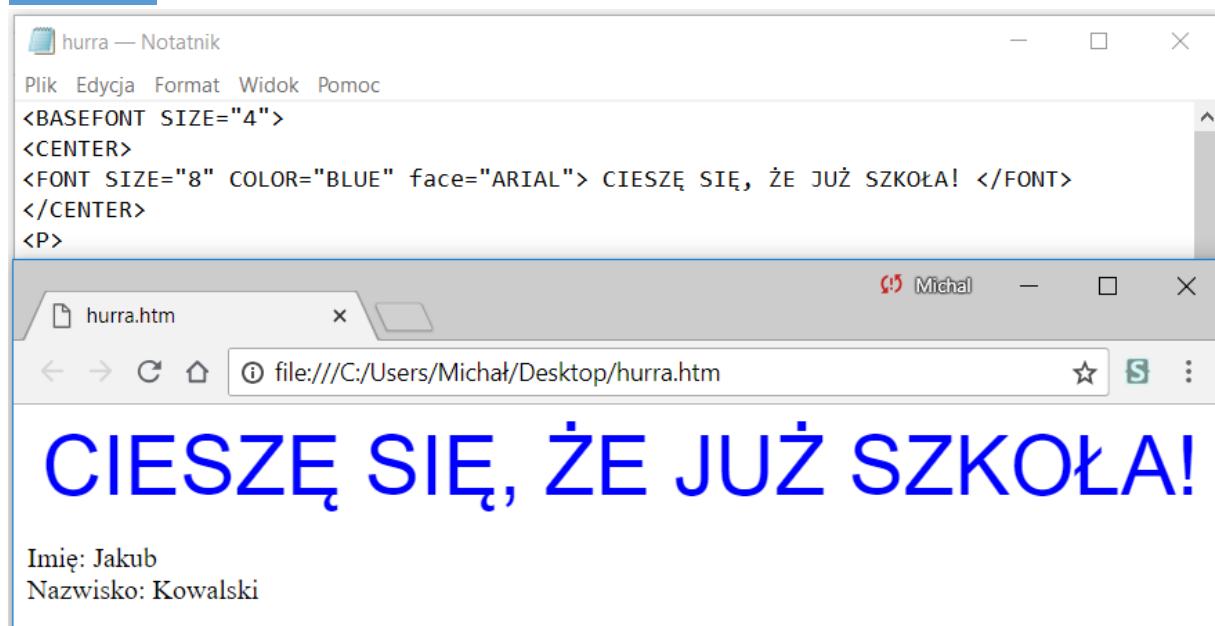 hurra — Notatnik
Plik Edycja Format Widok Pomoc
<BASEFONT SIZE="4">
<CENTER>
<FONT SIZE="8" COLOR="BLUE" face="ARIAL"> CIESZĘ SIĘ, ŻE JUŻ SZKOŁA! </FONT>
</CENTER>
<P>
Michal
hurra.htm
file:///C:/Users/Michał/Desktop/hurra.htm
S
CIESZĘ SIĘ, ŻE JUŻ SZKOŁA!
Imię: Jakub
Nazwisko: Kowalski